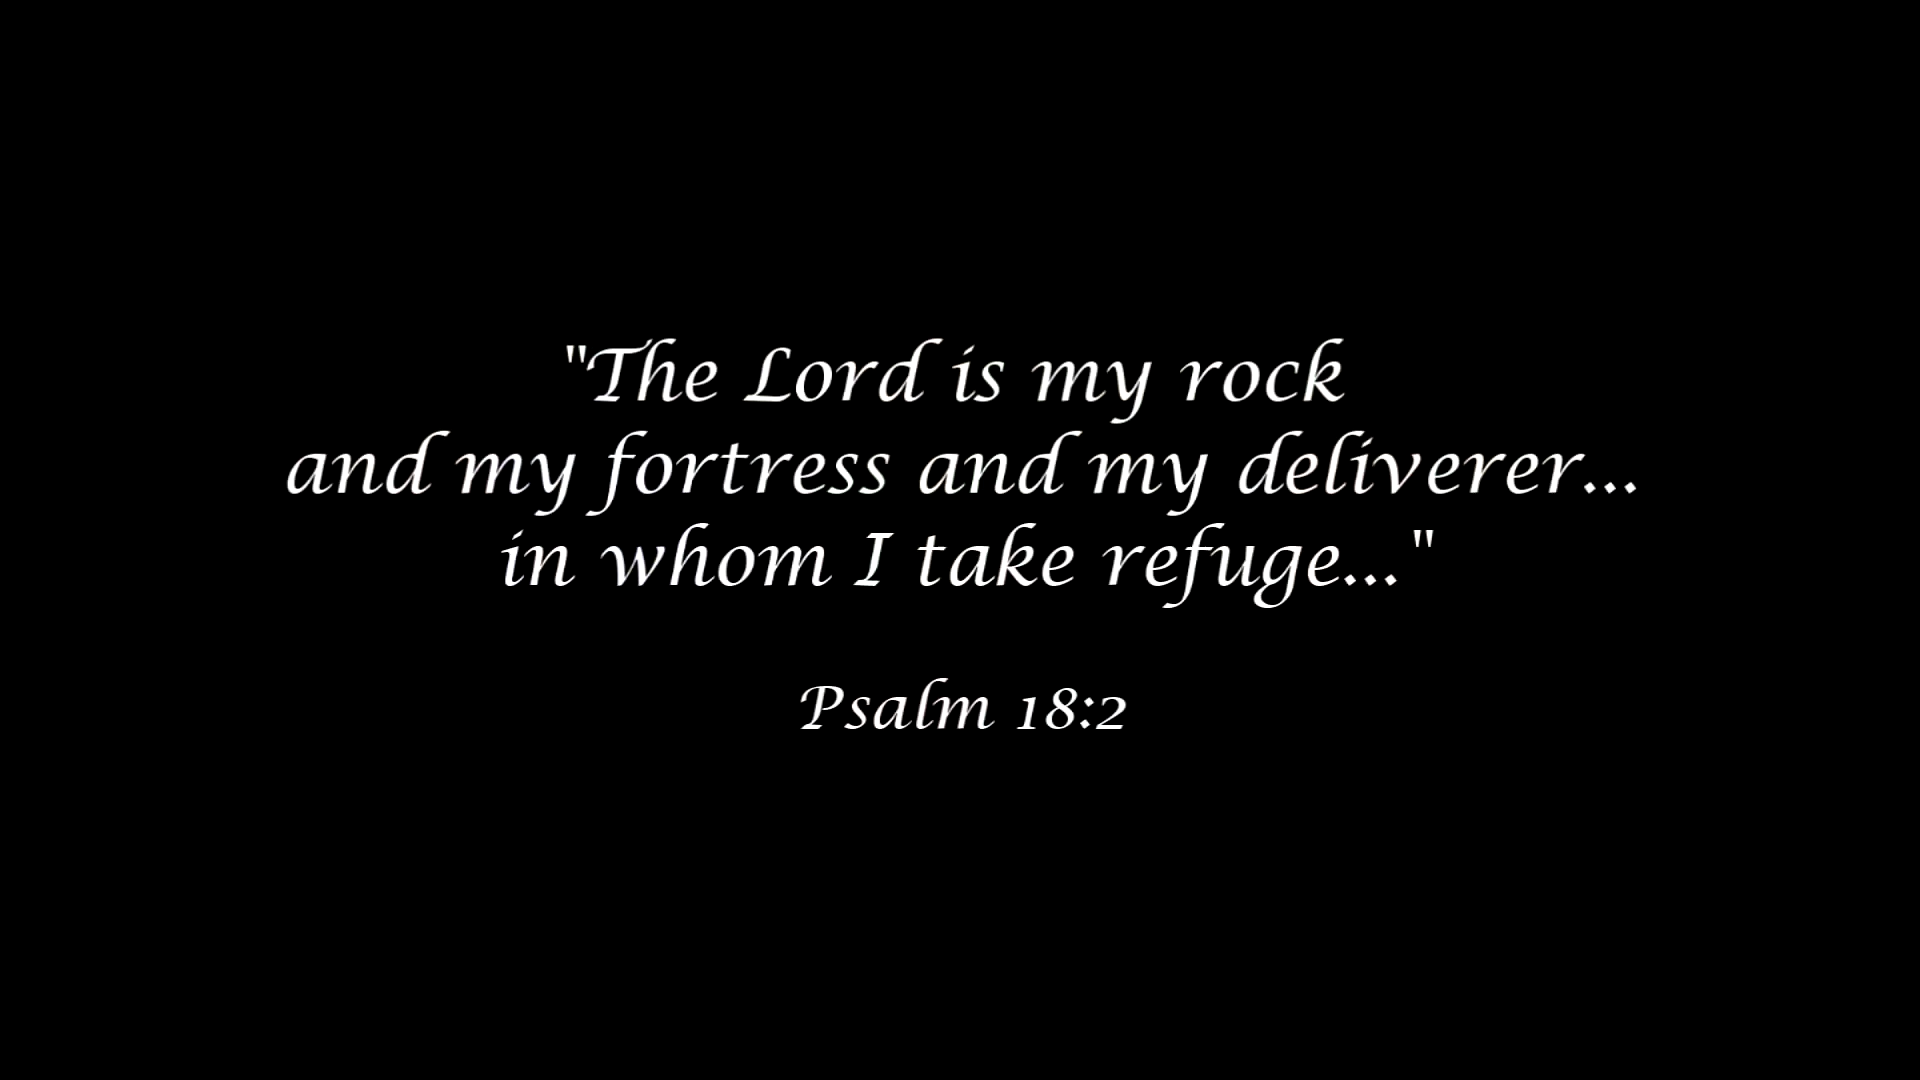 "The Lord is my rock
and my fortress and my deliverer...
in whom I take refuge..."
Psalm 18:2